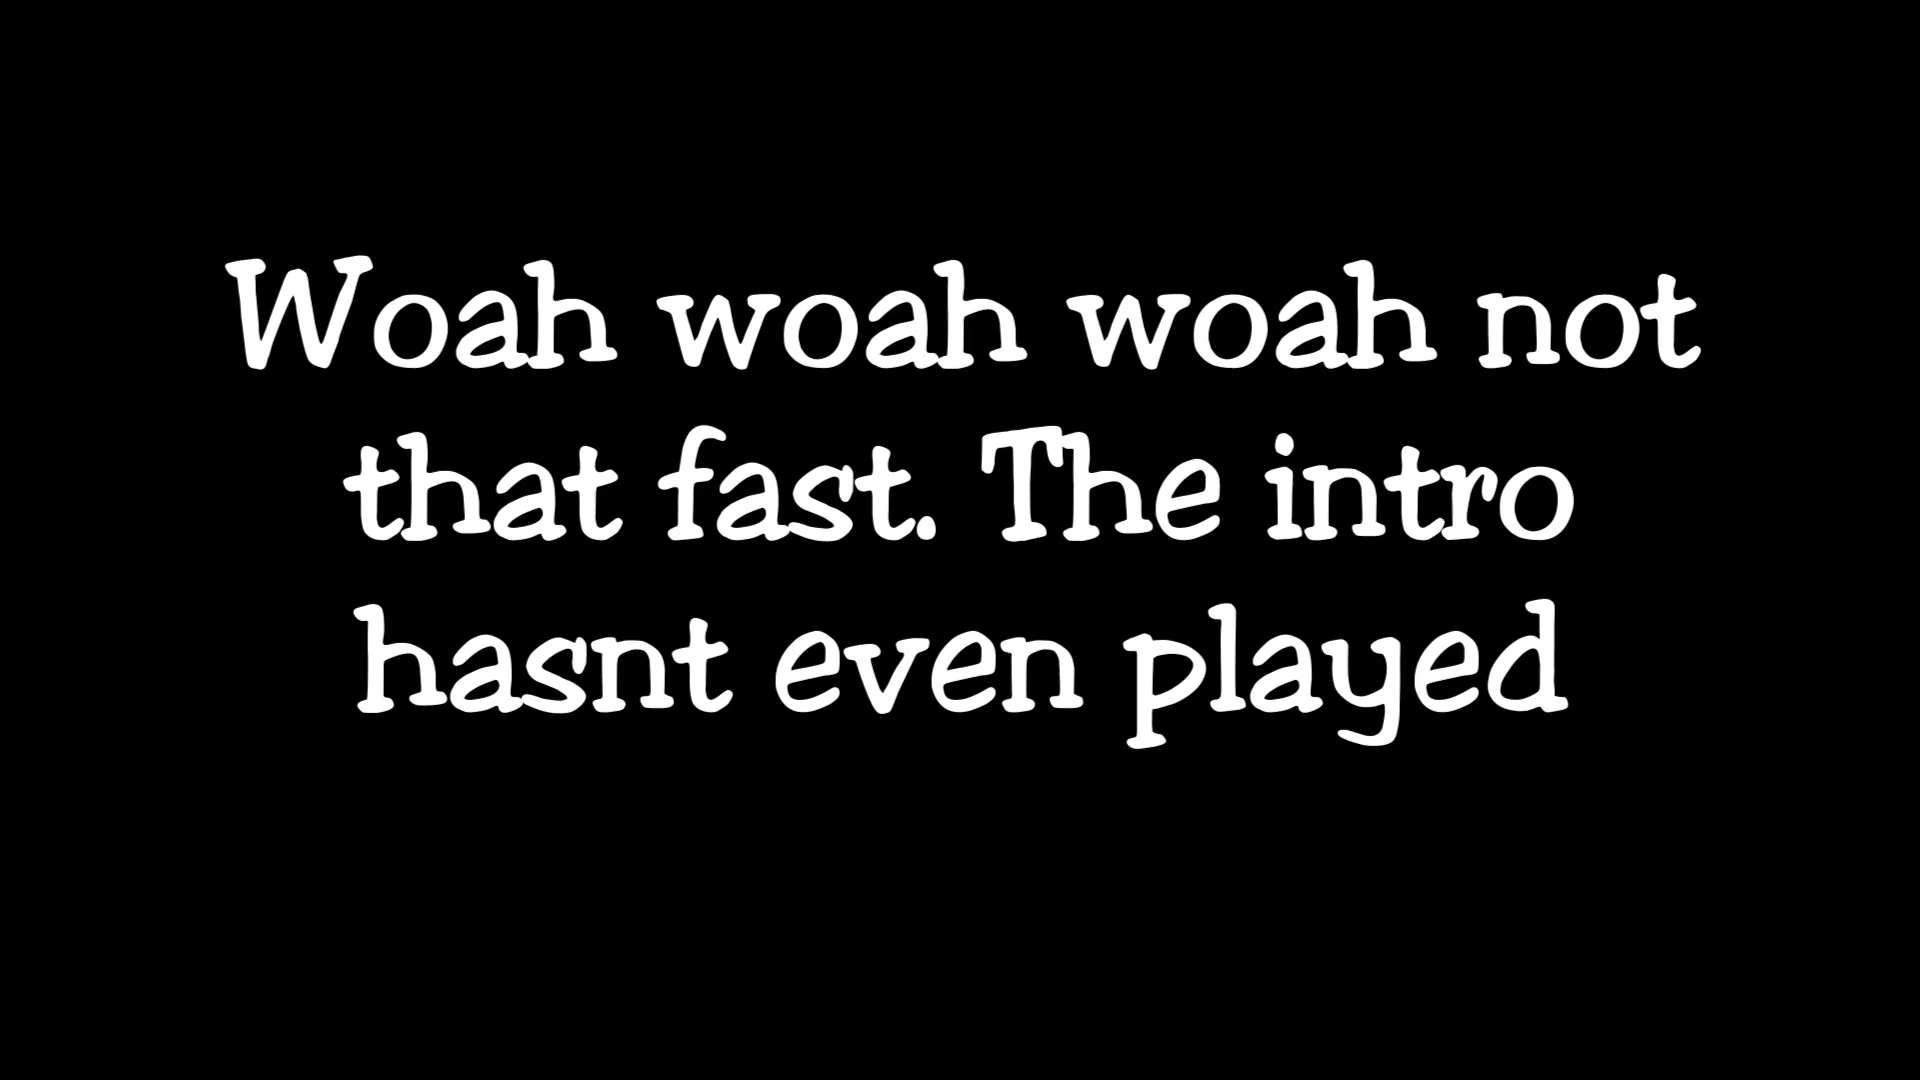 Woah woah woah not
that fast. The intro
hasnt even played